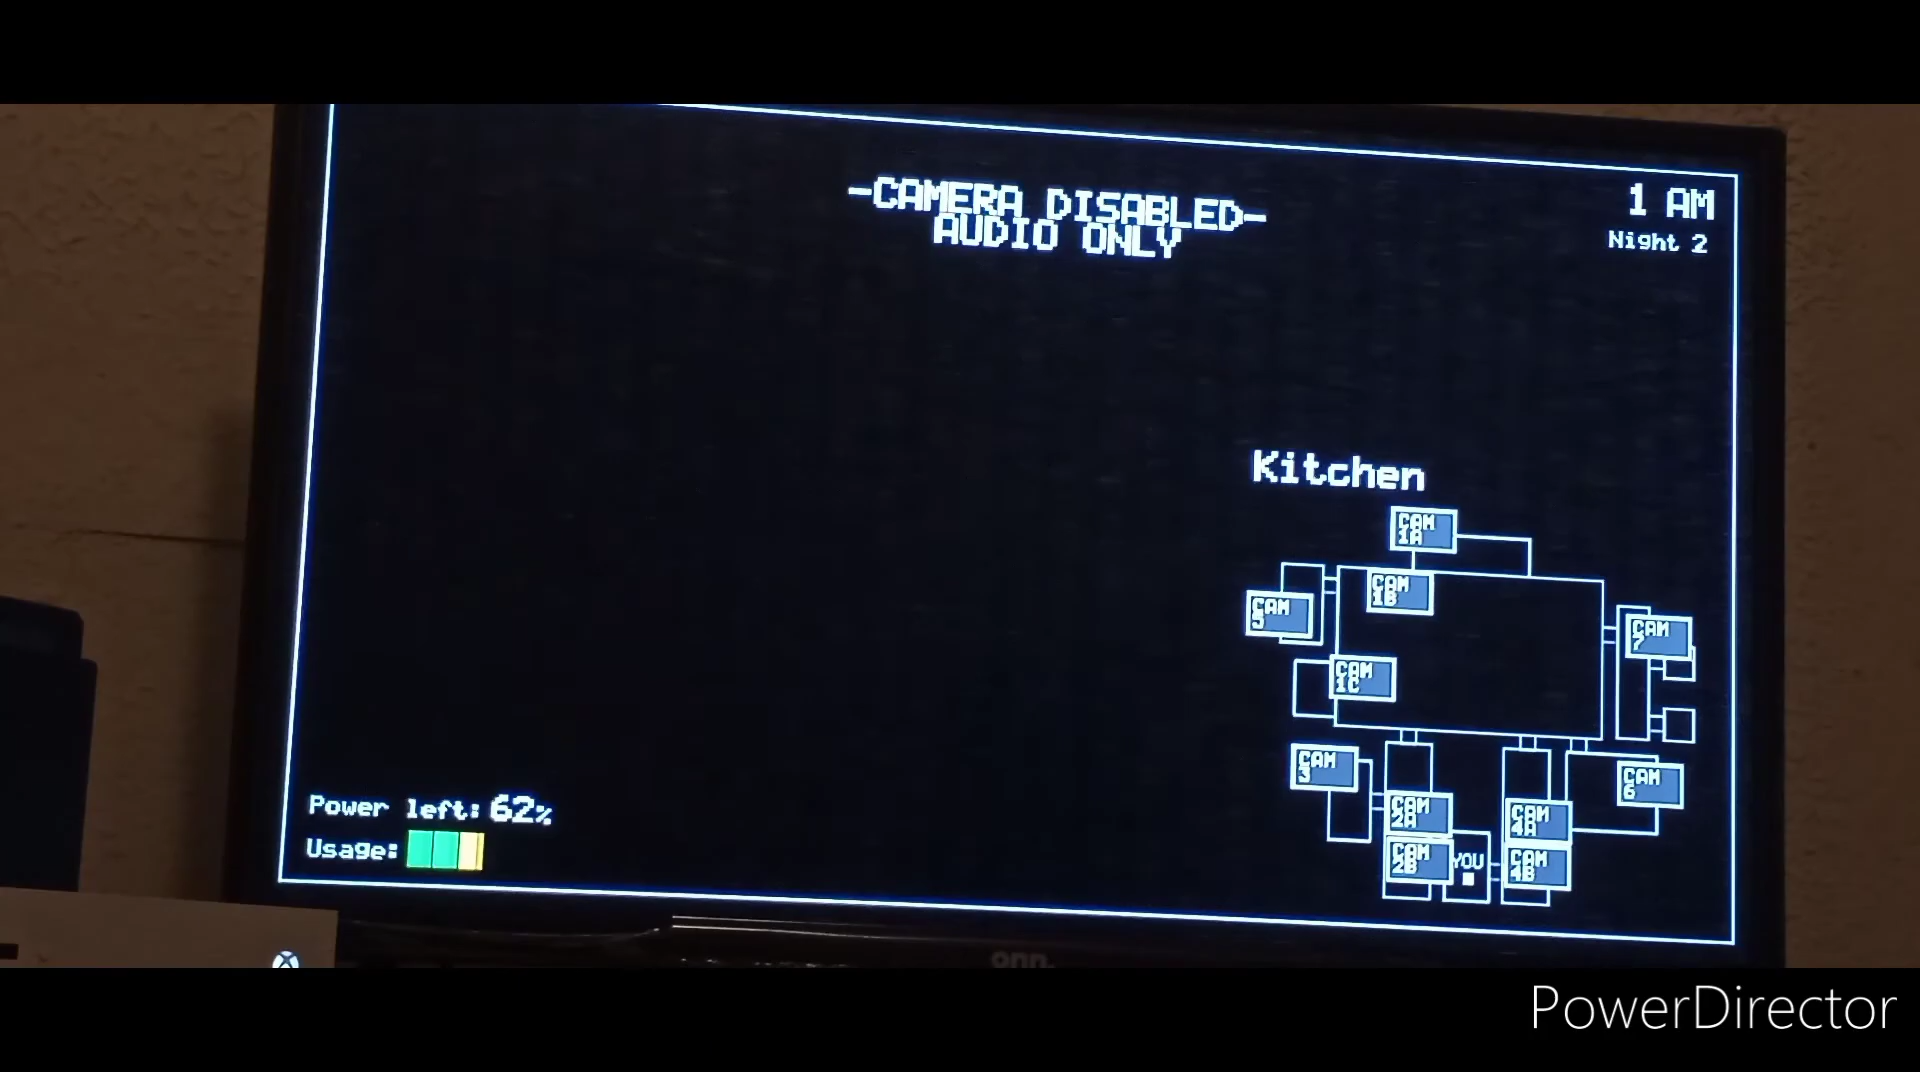 -CAMERA DISABLED-
AUDIO ONLY
1 AM
Night 2
Kitchen
CAM
1A
CAM
1B
CAM
5
CAM
7
CAM
1C
CAM
3
CAM
6
CAM
2A
CAM
4A
CAM
2B
YOU
CAM
4B
Power left: 62%
Usage:
onn.
PowerDirector